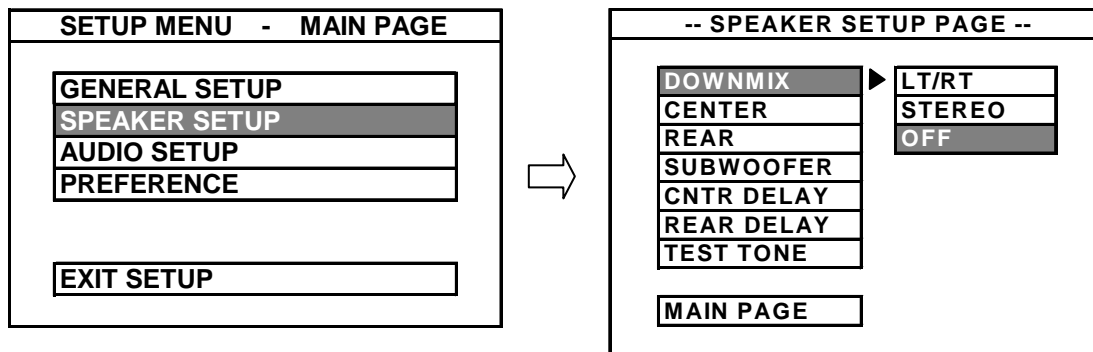 SETUP MENU - MAIN PAGE
GENERAL SETUP
SPEAKER SETUP
AUDIO SETUP
PREFERENCE
EXIT SETUP
-- SPEAKER SETUP PAGE --
DOWNMIX
CENTER
REAR
SUBWOOFER
CNTR DELAY
REAR DELAY
TEST TONE
LT/RT
STEREO
OFF
MAIN PAGE